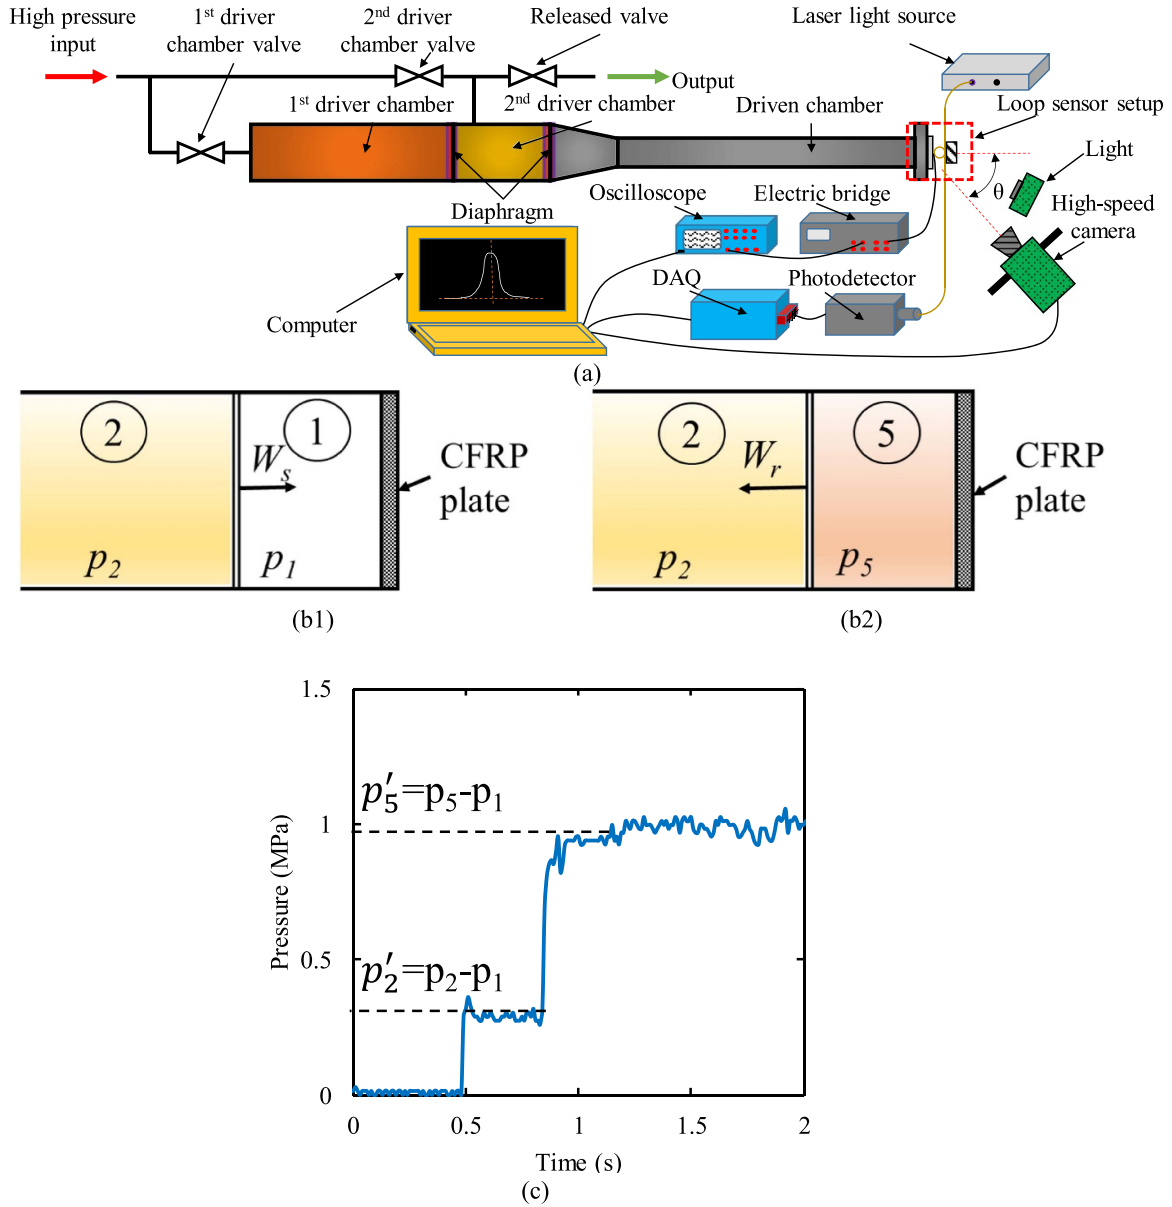 High pressure
input
1st driver
chamber valve
2nd driver
chamber valve
Released valve
Laser light source
Output
1st driver chamber
2nd driver chamber
Driven chamber
Loop sensor setup
Light
θ
High-speed
camera
Diaphragm
Oscilloscope
Electric bridge
DAQ
Photodetector
Computer
(a)
2
1
Ws
CFRP
plate
p2
p1
(b1)
2
5
Wr
CFRP
plate
p2
p5
(b2)
1.5
p′5=p5-p1
1
Pressure (MPa)
0.5
p′2=p2-p1
0
0 0.5 1 1.5 2
Time (s)
(c)